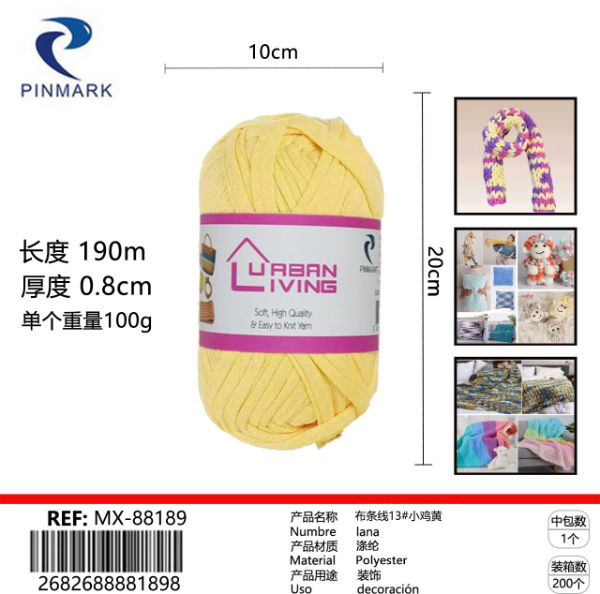 PINMARK
10cm
20cm
长度 190m
厚度 0.8cm
单个重量100g
URBAN
LIVING
Soft, High Quality
& Easy to Knit Yarn
PINMARK
REF: MX-88189
2682688881898
产品名称 布条线13#小鸡黄
Numbre lana
产品材质 涤纶
Material Polyester
产品用途 装饰
Uso decoración
中包数
1个
装箱数
200个